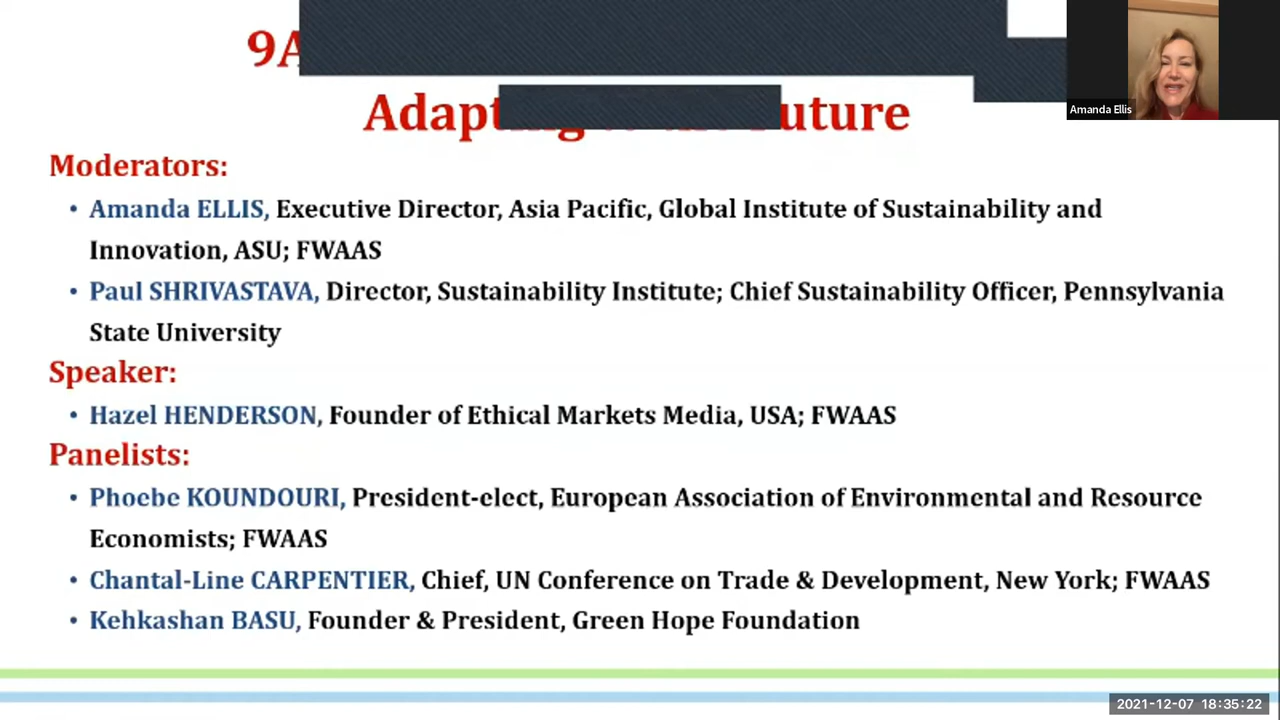 9A
Adapting to the Future
Amanda Ellis
Moderators:
• Amanda ELLIS, Executive Director, Asia Pacific, Global Institute of Sustainability and
Innovation, ASU; FWAAS
• Paul SHRIVASTAVA, Director, Sustainability Institute; Chief Sustainability Officer, Pennsylvania
State University
Speaker:
• Hazel HENDERSON, Founder of Ethical Markets Media, USA; FWAAS
Panelists:
• Phoebe KOUNDOURI, President-elect, European Association of Environmental and Resource
Economists; FWAAS
• Chantal-Line CARPENTIER, Chief, UN Conference on Trade & Development, New York; FWAAS
• Kehkashan BASU, Founder & President, Green Hope Foundation
2021-12-07 18:35:22